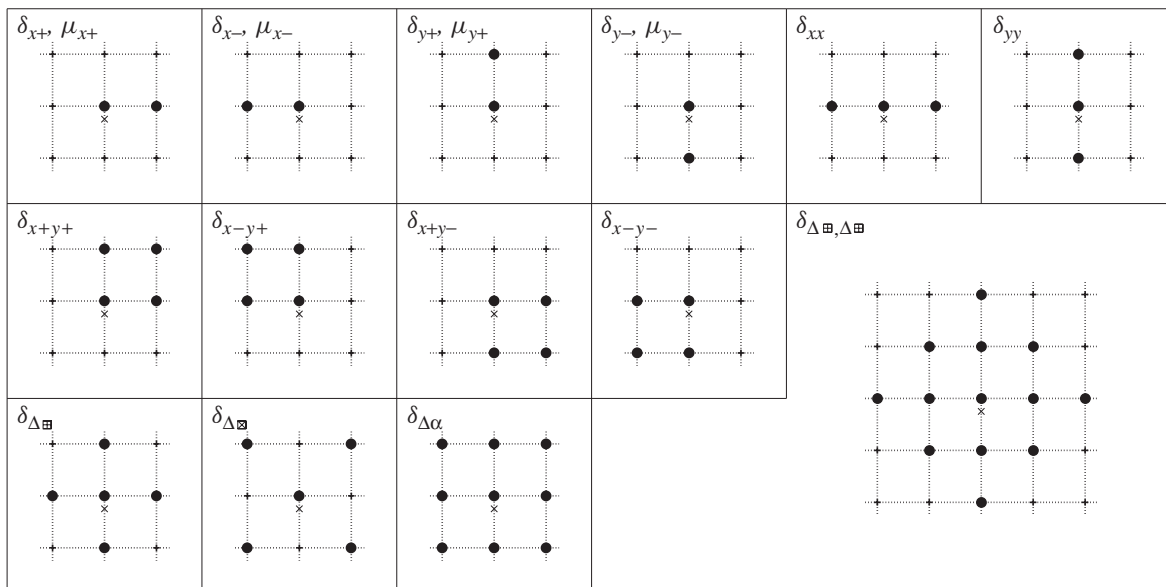 δx+, μx+ δx−, μx− δy+, μy+ δy−, μy− δxx δyy
δx+y+ δx−y+ δx+y− δx−y− δΔ⊞,Δ⊞
δΔ⊞ δΔ⊠ δΔα